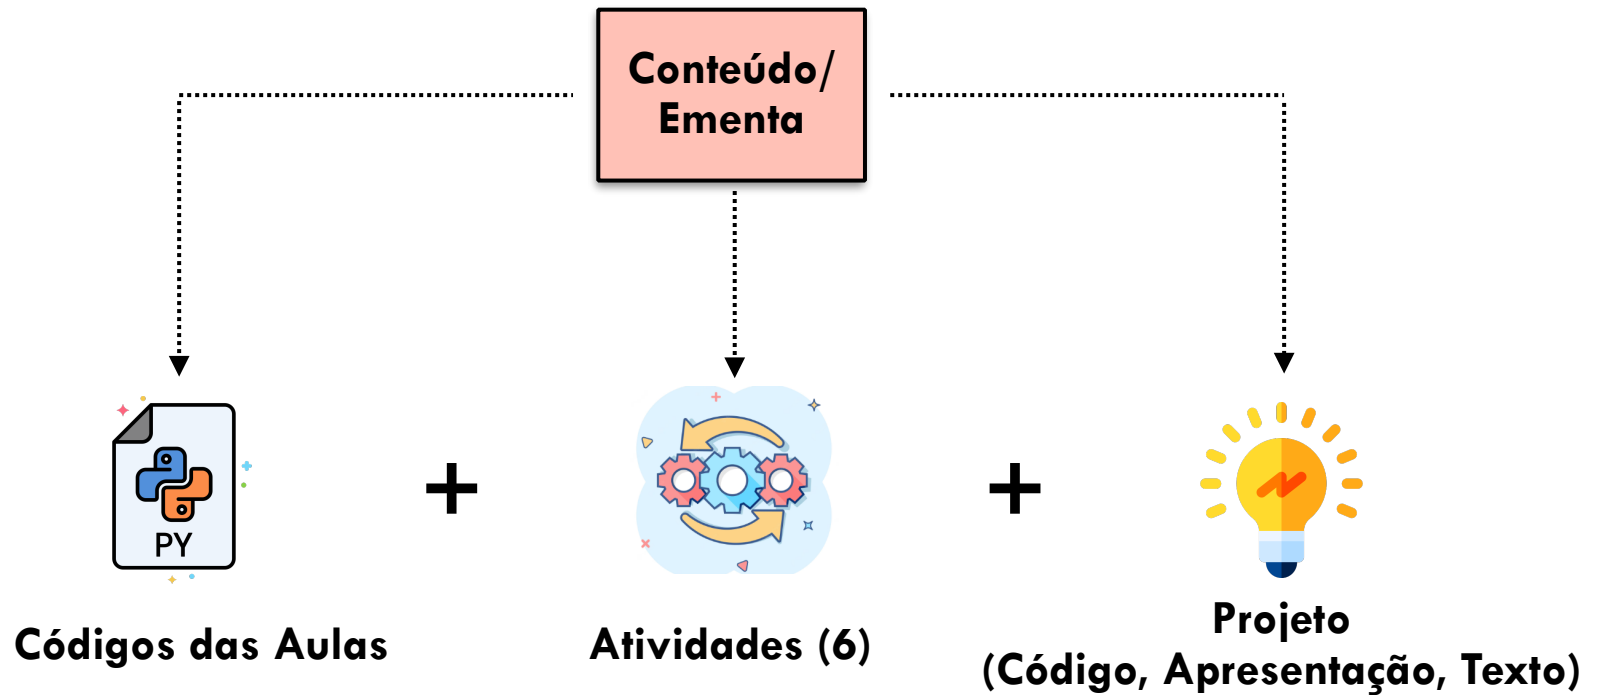 Conteúdo/
Ementa
PY
+
+
Códigos das Aulas
Atividades (6)
Projeto
(Código, Apresentação, Texto)